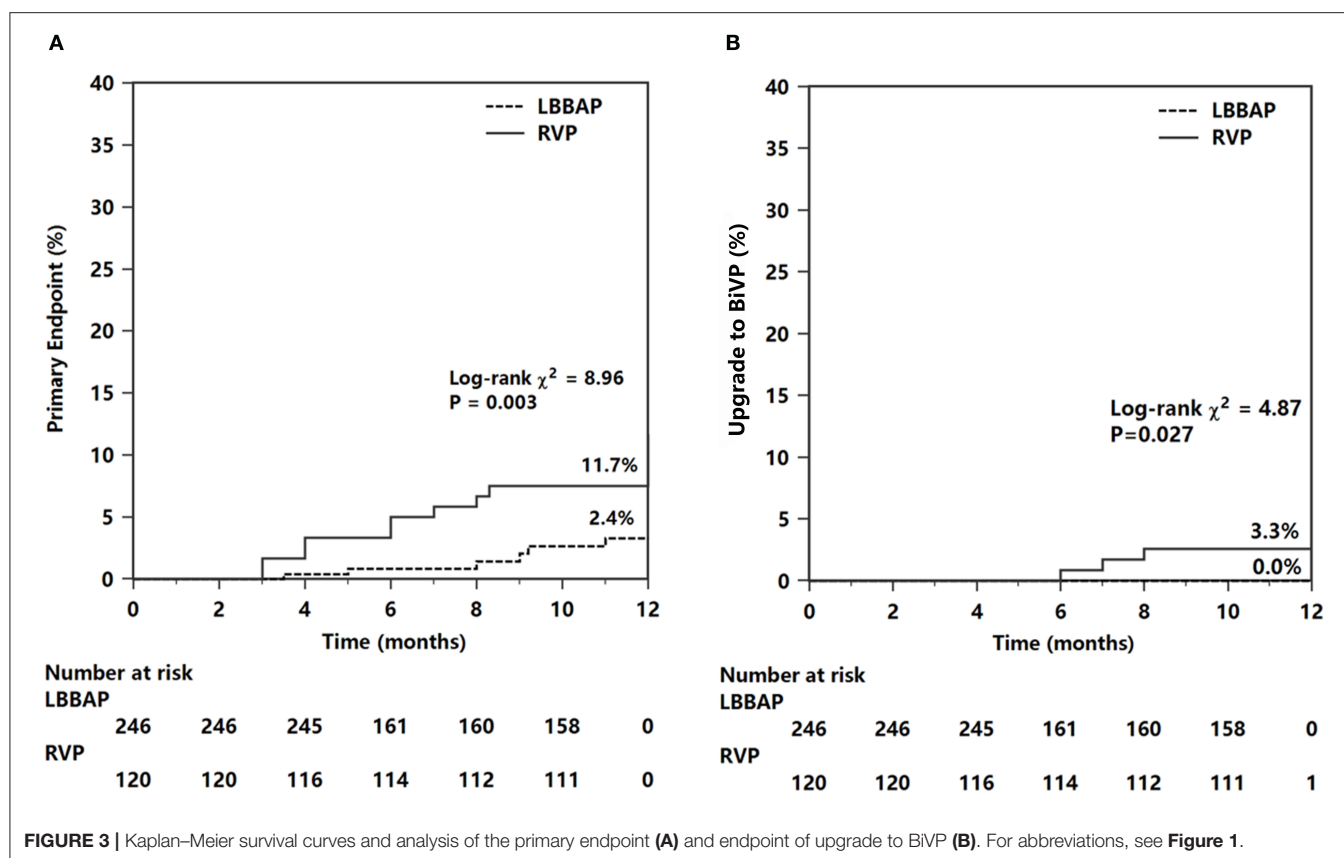 A
B
40
35
30
25
20
15
10
5
0
Primary Endpoint (%)
LBBAP
RVP
Log-rank χ² = 8.96
P = 0.003
11.7%
2.4%
0 2 4 6 8 10 12
Time (months)
Number at risk
LBBAP
246 246 245 161 160 158 0
RVP
120 120 116 114 112 111 0
40
35
30
25
20
15
10
5
0
Upgrade to BiVP (%)
LBBAP
RVP
Log-rank χ² = 4.87
P=0.027
3.3%
0.0%
0 2 4 6 8 10 12
Time (months)
Number at risk
LBBAP
246 246 245 161 160 158 0
RVP
120 120 116 114 112 111 1
FIGURE 3 | Kaplan–Meier survival curves and analysis of the primary endpoint (A) and endpoint of upgrade to BiVP (B). For abbreviations, see Figure 1.